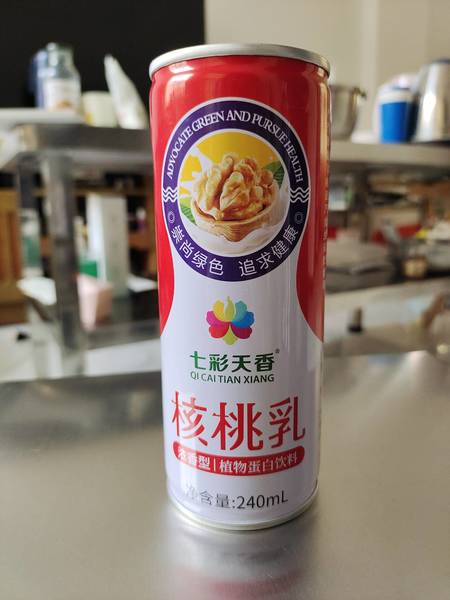 ADVOCATE GREEN AND PURSUE HEALTH
崇尚绿色 追求健康
七彩天香®
QI CAI TIAN XIANG
核桃乳
浓香型|植物蛋白饮料
净含量:240mL